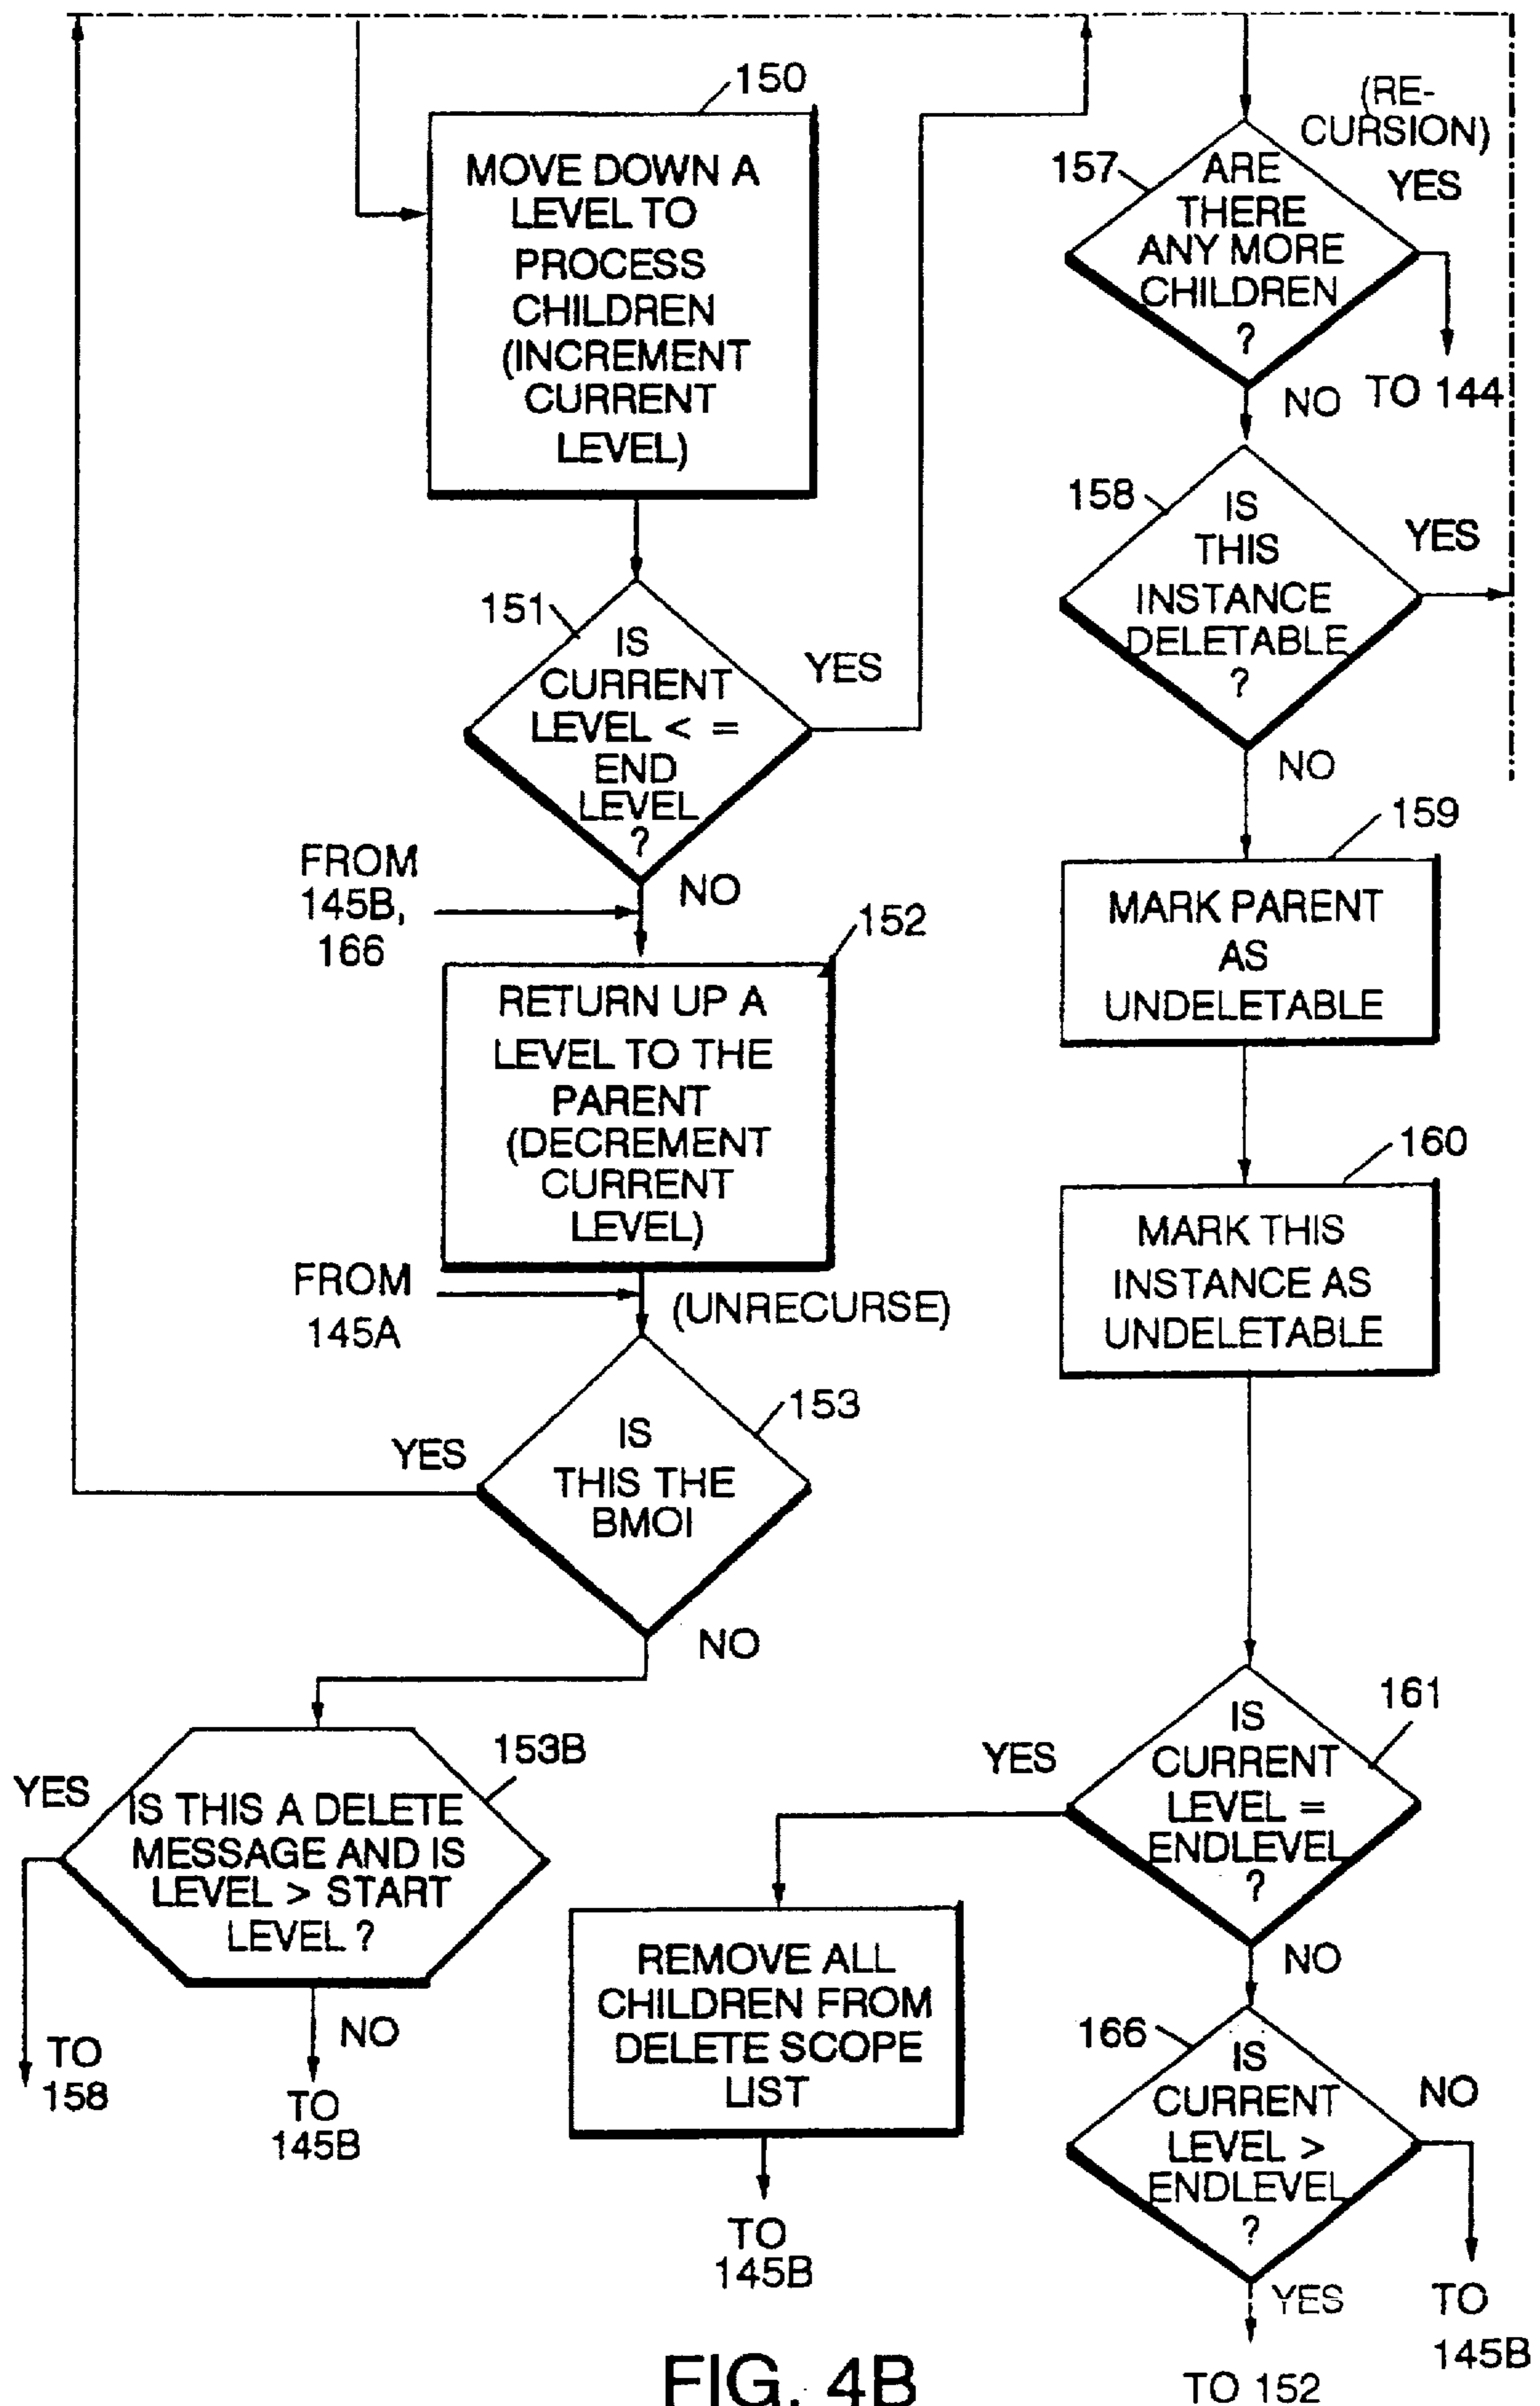 150
MOVE DOWN A
LEVEL TO
PROCESS
CHILDREN
(INCREMENT
CURRENT
LEVEL)
151
IS
CURRENT
LEVEL < =
END
LEVEL
?
YES
NO
FROM
145B,
166
152
RETURN UP A
LEVEL TO THE
PARENT
(DECREMENT
CURRENT
LEVEL)
FROM
145A
(UNRECURSE)
153
IS
THIS THE
BMOI
YES
NO
153B
IS THIS A DELETE
MESSAGE AND IS
LEVEL > START
LEVEL ?
YES
TO
158
NO
TO
145B
(RE-
CURSION)
157
ARE
THERE
ANY MORE
CHILDREN
?
YES
TO 144
NO
158
IS
THIS
INSTANCE
DELETABLE
?
YES
NO
159
MARK PARENT
AS
UNDELETABLE
160
MARK THIS
INSTANCE AS
UNDELETABLE
161
IS
CURRENT
LEVEL =
ENDLEVEL
?
YES
REMOVE ALL
CHILDREN FROM
DELETE SCOPE
LIST
TO
145B
NO
166
IS
CURRENT
LEVEL >
ENDLEVEL
?
NO
TO
145B
YES
TO 152
FIG. 4B